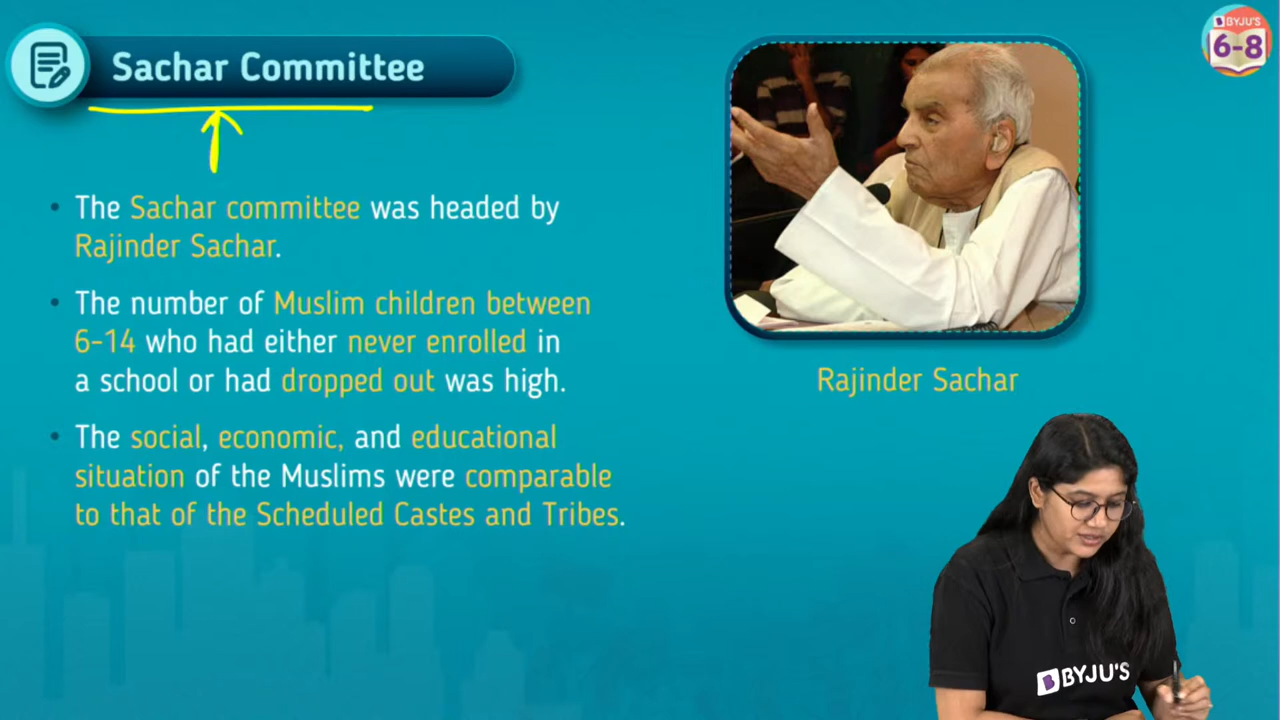 Sachar Committee
BYJU'S
6-8
• The Sachar committee was headed by
Rajinder Sachar.
• The number of Muslim children between
6-14 who had either never enrolled in
a school or had dropped out was high.
• The social, economic, and educational
situation of the Muslims were comparable
to that of the Scheduled Castes and Tribes.
Rajinder Sachar
BYJU'S